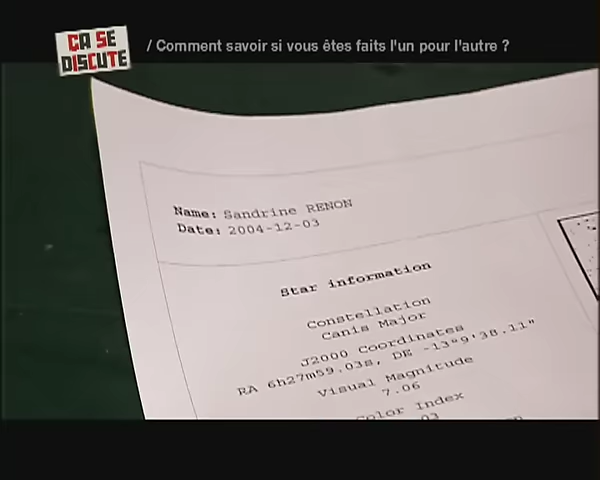 ÇA SE
DISCUTE
/ Comment savoir si vous êtes faits l'un pour l'autre ?
Name: Sandrine RENON
Date: 2004-12-03
Star information
Constellation
Canis Major
J2000 Coordinates
RA 6h27m59.03s, DE -13°9'38.11"
Visual Magnitude
7.06
Color Index